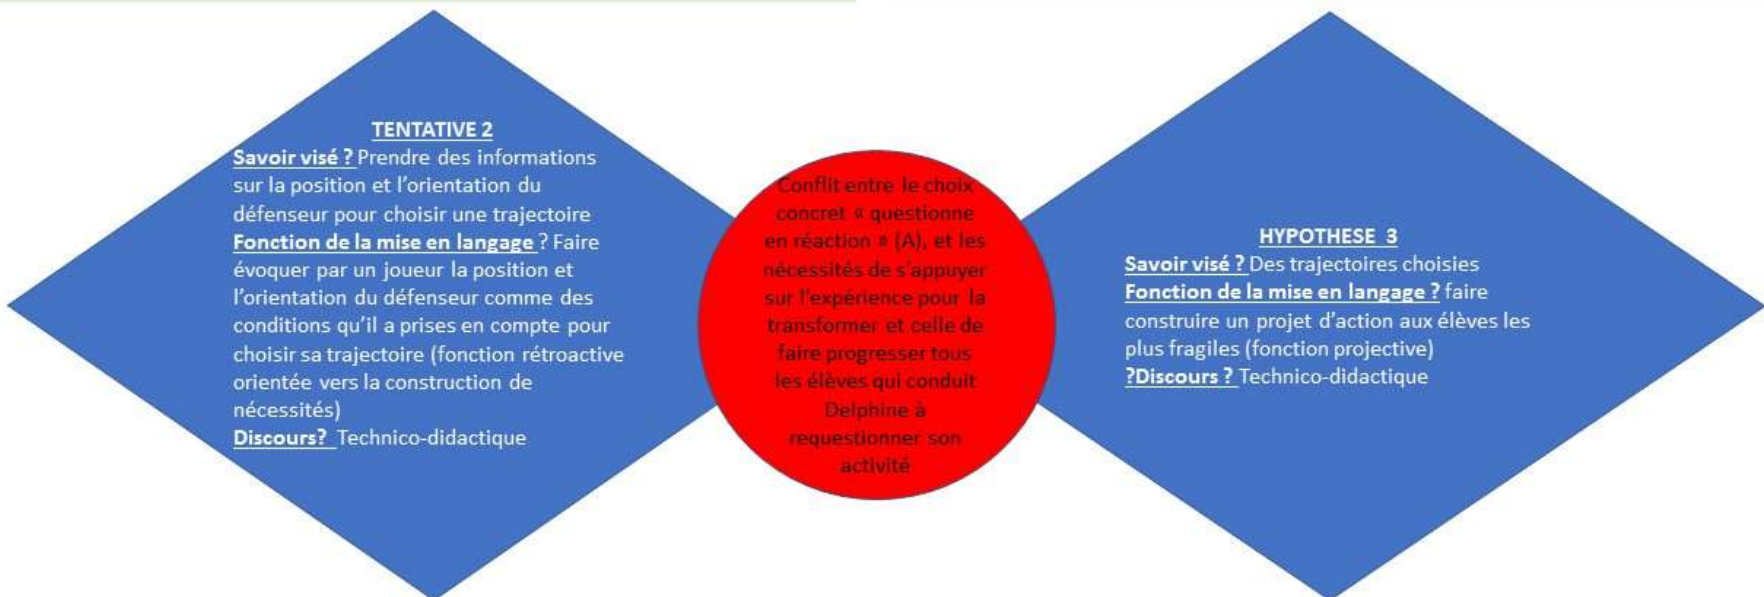 TENTATIVE 2
Savoir visé ? Prendre des informations
sur la position et l'orientation du
défenseur pour choisir une trajectoire
Fonction de la mise en langage ? Faire
évoquer par un joueur la position et
l'orientation du défenseur comme des
conditions qu'il a prises en compte pour
choisir sa trajectoire (fonction rétroactive
orientée vers la construction de
nécessités)
Discours? Technico-didactique
Conflit entre le choix
concret « questionne
en réaction » (A), et les
nécessités de s'appuyer
sur l'expérience pour la
transformer et celle de
faire progresser tous
les élèves qui conduit
Delphine à
requestionner son
activité
HYPOTHESE 3
Savoir visé ? Des trajectoires choisies
Fonction de la mise en langage ? faire
construire un projet d'action aux élèves les
plus fragiles (fonction projective)
?Discours ? Technico-didactique